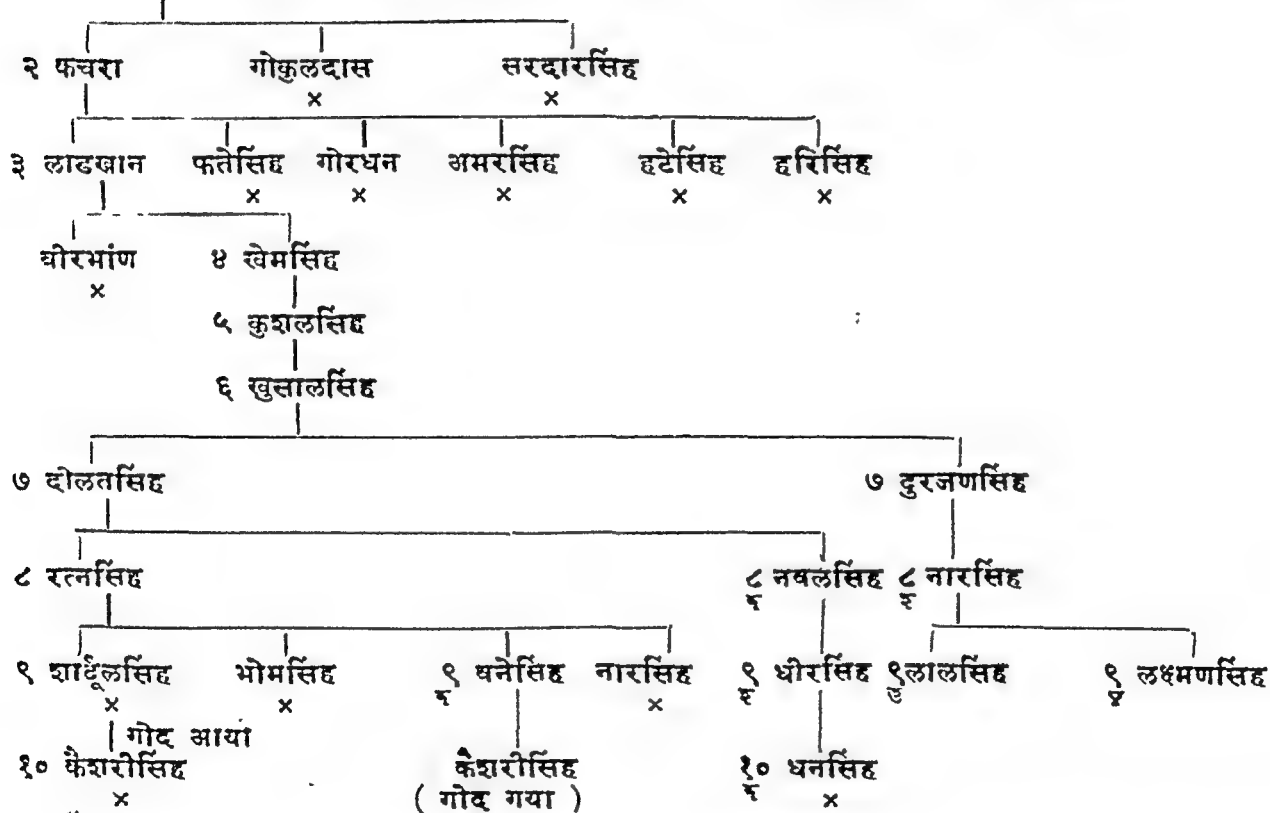 २ कचरा गोकुलदास सरदारसिंह
× ×
३ लाडखान फतेसिंह गोरधन अमरसिंह हटेसिंह हरिसिंह
× × × × ×
धीरभांण ४ खेमसिंह
×
५ कुशलसिंह
६ खुसालसिंह
७ दोलतसिंह ७ दुरजणसिंह
८ रत्नसिंह ८ नवलसिंह ८ नारसिंह
९ शार्दूलसिंह भोमसिंह ९ धनेसिंह नारसिंह ९ धीरसिंह ९ लालसिंह ९ लक्ष्मणसिंह
× × ×
गोद आया
१० कैशरीसिंह कैशरीसिंह १० धनसिंह
× ( गोद गया ) ×